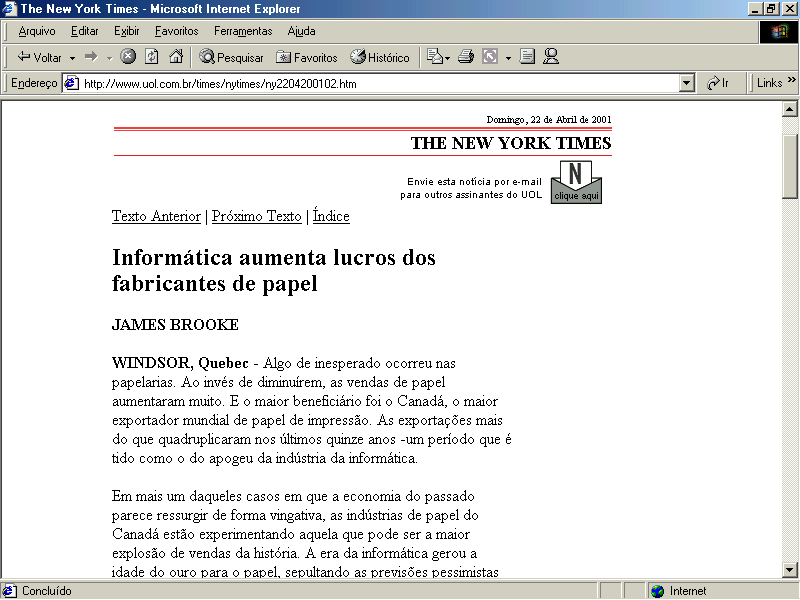 The New York Times - Microsoft Internet Explorer
Arquivo Editar Exibir Favoritos Ferramentas Ajuda
Voltar Pesquisar Favoritos Histórico
Endereço http://www.uol.com.br/times/nytimes/ny2204200102.htm Ir Links »
Domingo, 22 de Abril de 2001
THE NEW YORK TIMES
Envie esta notícia por e-mail
para outros assinantes do UOL
N
clique aqui
Texto Anterior | Próximo Texto | Índice
Informática aumenta lucros dos
fabricantes de papel
JAMES BROOKE
WINDSOR, Quebec - Algo de inesperado ocorreu nas
papelarias. Ao invés de diminuírem, as vendas de papel
aumentaram muito. E o maior beneficiário foi o Canadá, o maior
exportador mundial de papel de impressão. As exportações mais
do que quadruplicaram nos últimos quinze anos -um período que é
tido como o do apogeu da indústria da informática.
Em mais um daqueles casos em que a economia do passado
parece ressurgir de forma vingativa, as indústrias de papel do
Canadá estão experimentando aquela que pode ser a maior
explosão de vendas da história. A era da informática gerou a
idade do ouro para o papel, sepultando as previsões pessimistas
Concluído Internet